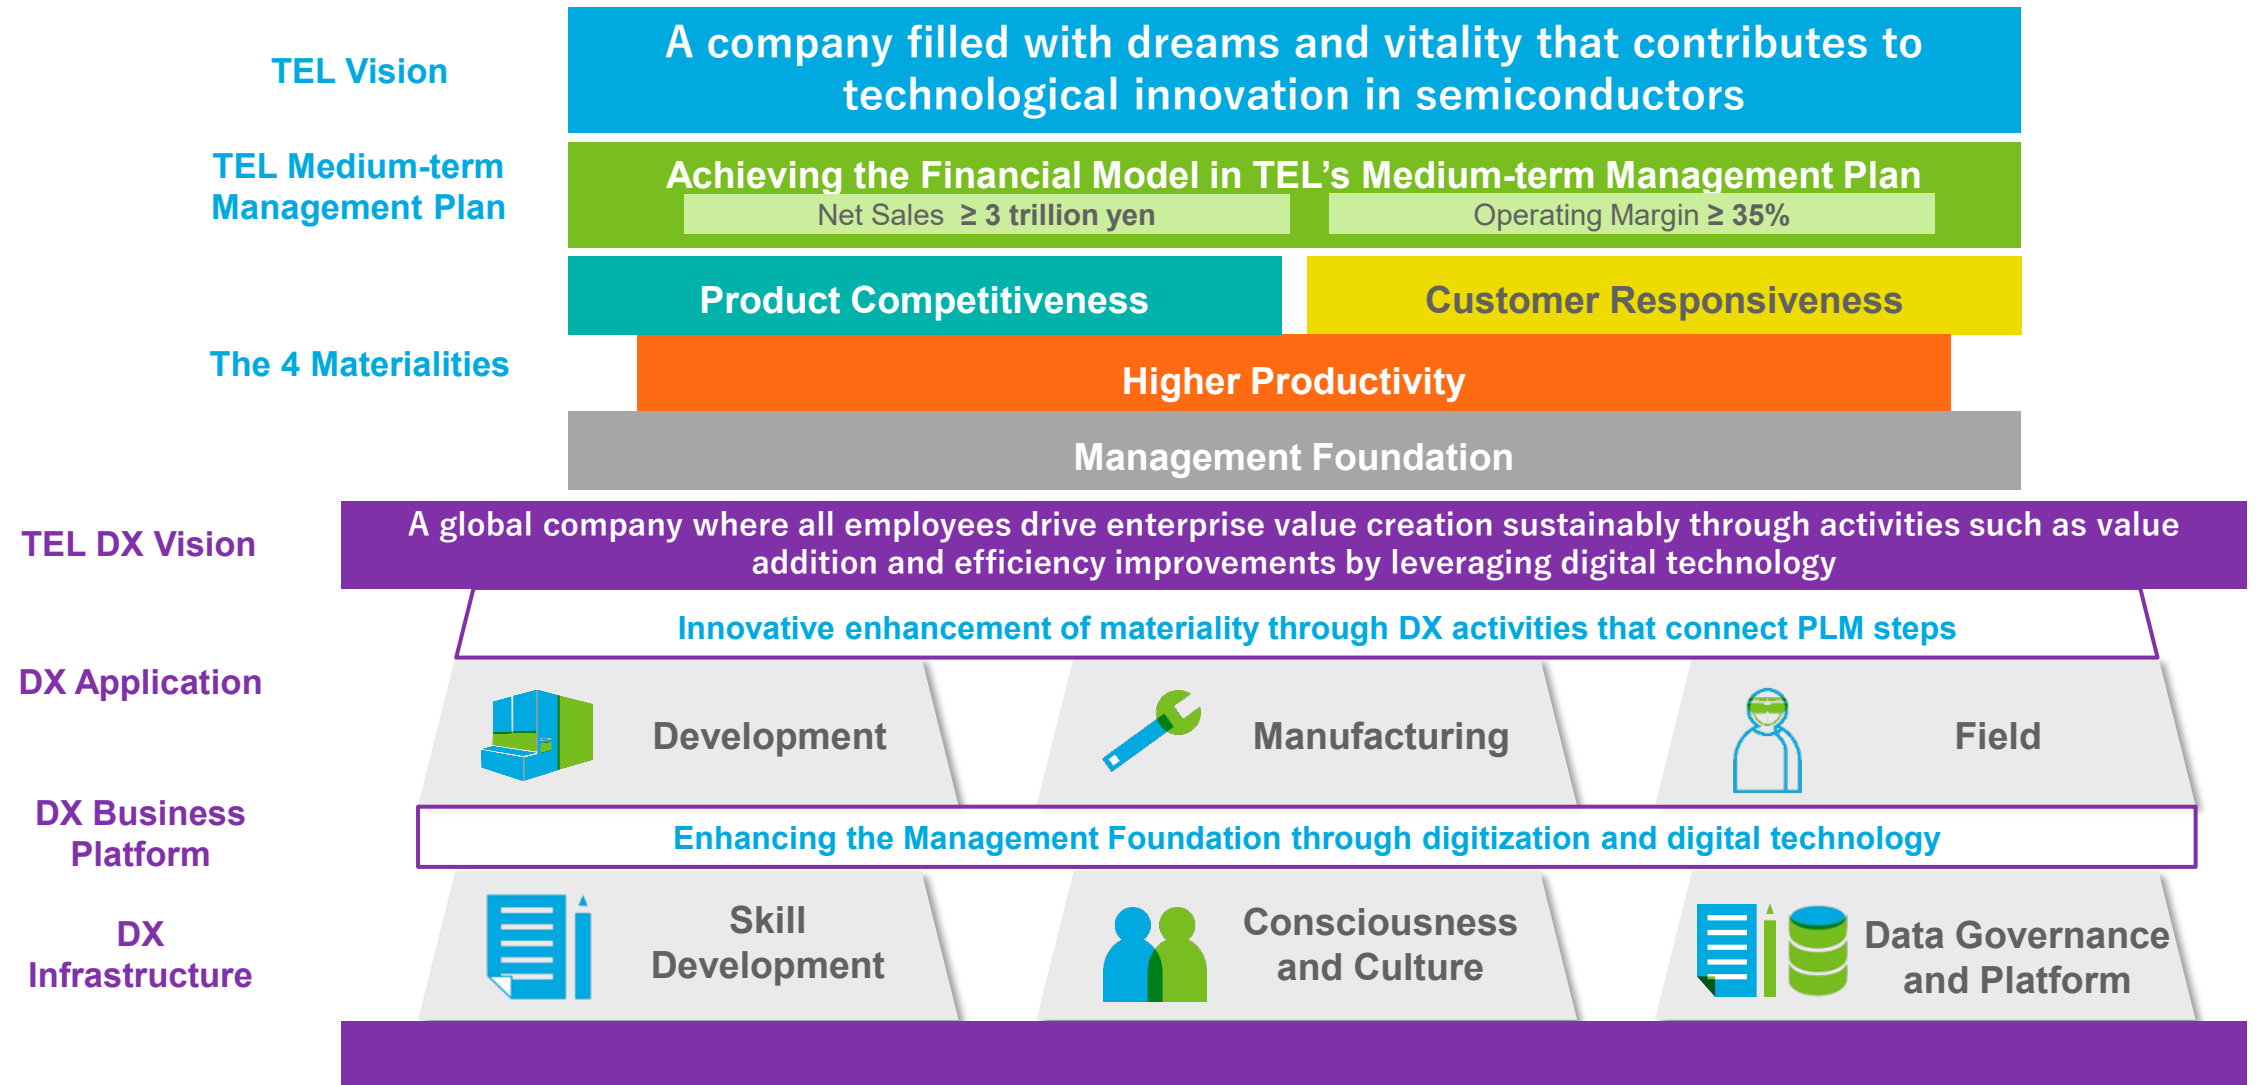 TEL Vision
A company filled with dreams and vitality that contributes to
technological innovation in semiconductors
TEL Medium-term
Management Plan
Achieving the Financial Model in TEL’s Medium-term Management Plan
Net Sales ≥ 3 trillion yen
Operating Margin ≥ 35%
The 4 Materialities
Product Competitiveness
Customer Responsiveness
Higher Productivity
Management Foundation
TEL DX Vision
A global company where all employees drive enterprise value creation sustainably through activities such as value
addition and efficiency improvements by leveraging digital technology
Innovative enhancement of materiality through DX activities that connect PLM steps
DX Application
Development
Manufacturing
Field
DX Business
Platform
Enhancing the Management Foundation through digitization and digital technology
DX
Infrastructure
Skill
Development
Consciousness
and Culture
Data Governance
and Platform